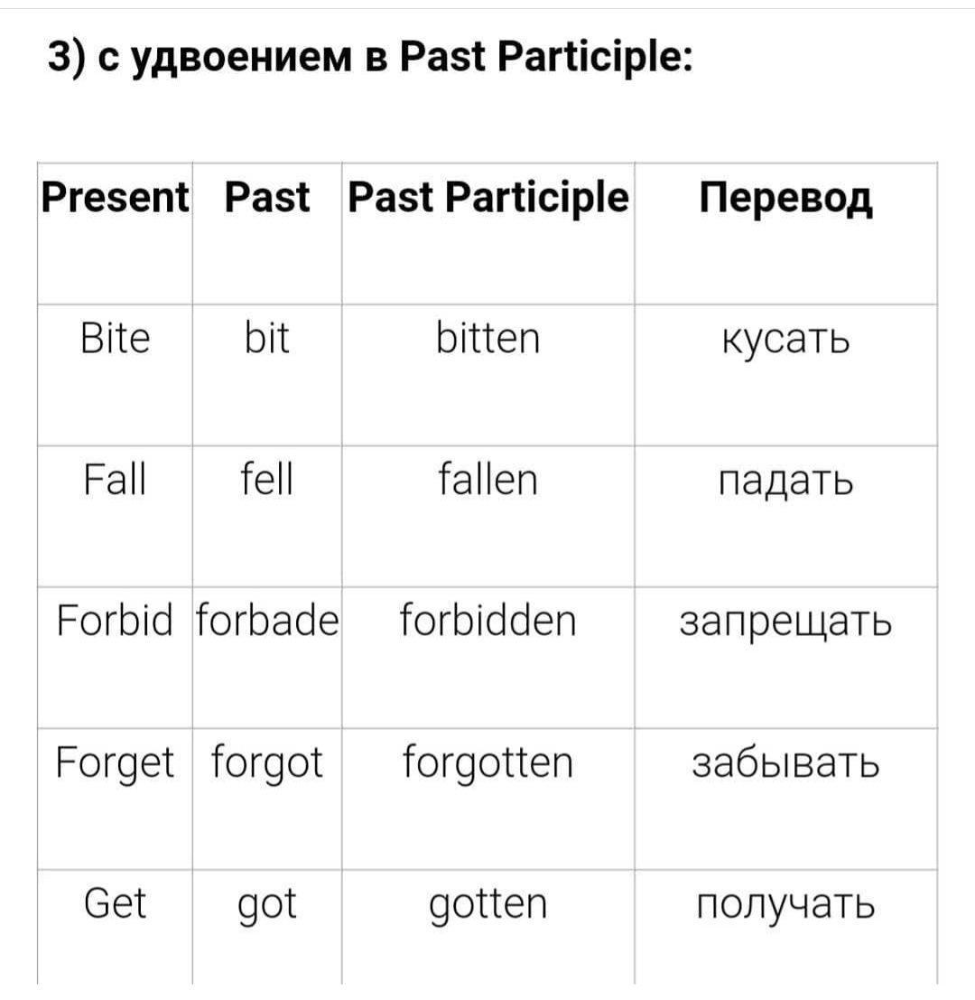 3) с удвоением в Past Participle:
Present Past Past Participle Перевод
Bite bit bitten кусать
Fall fell fallen падать
Forbid forbade forbidden запрещать
Forget forgot forgotten забывать
Get got gotten получать